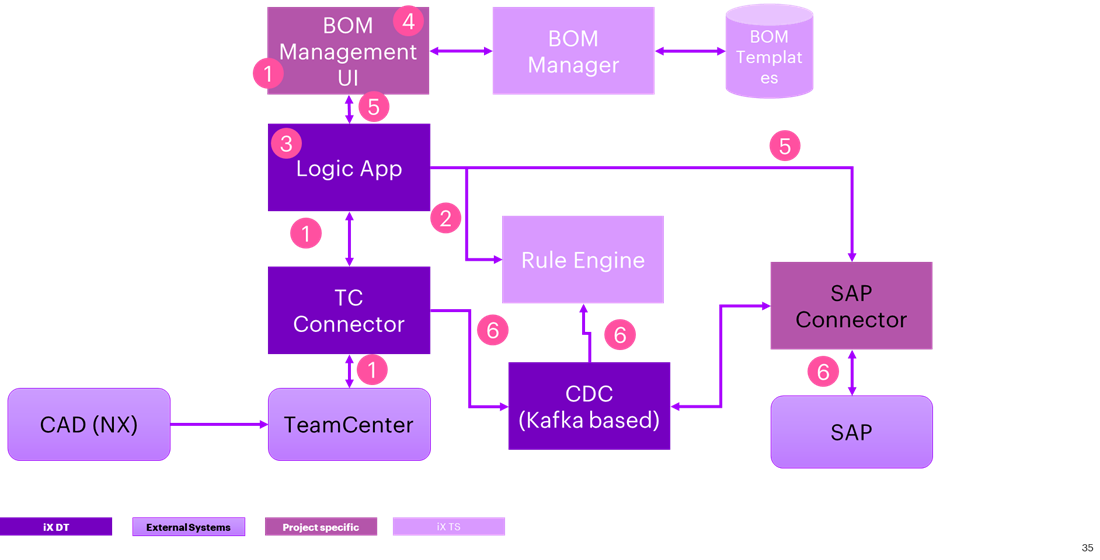 BOM
Management
UI
4
1
BOM
Manager
BOM
Templat
es
5
3
Logic App
5
1
2
Rule Engine
TC
Connector
SAP
Connector
6
6
1
6
CDC
(Kafka based)
CAD (NX)
TeamCenter
SAP
iX DT
External Systems
Project specific
iX TS
35